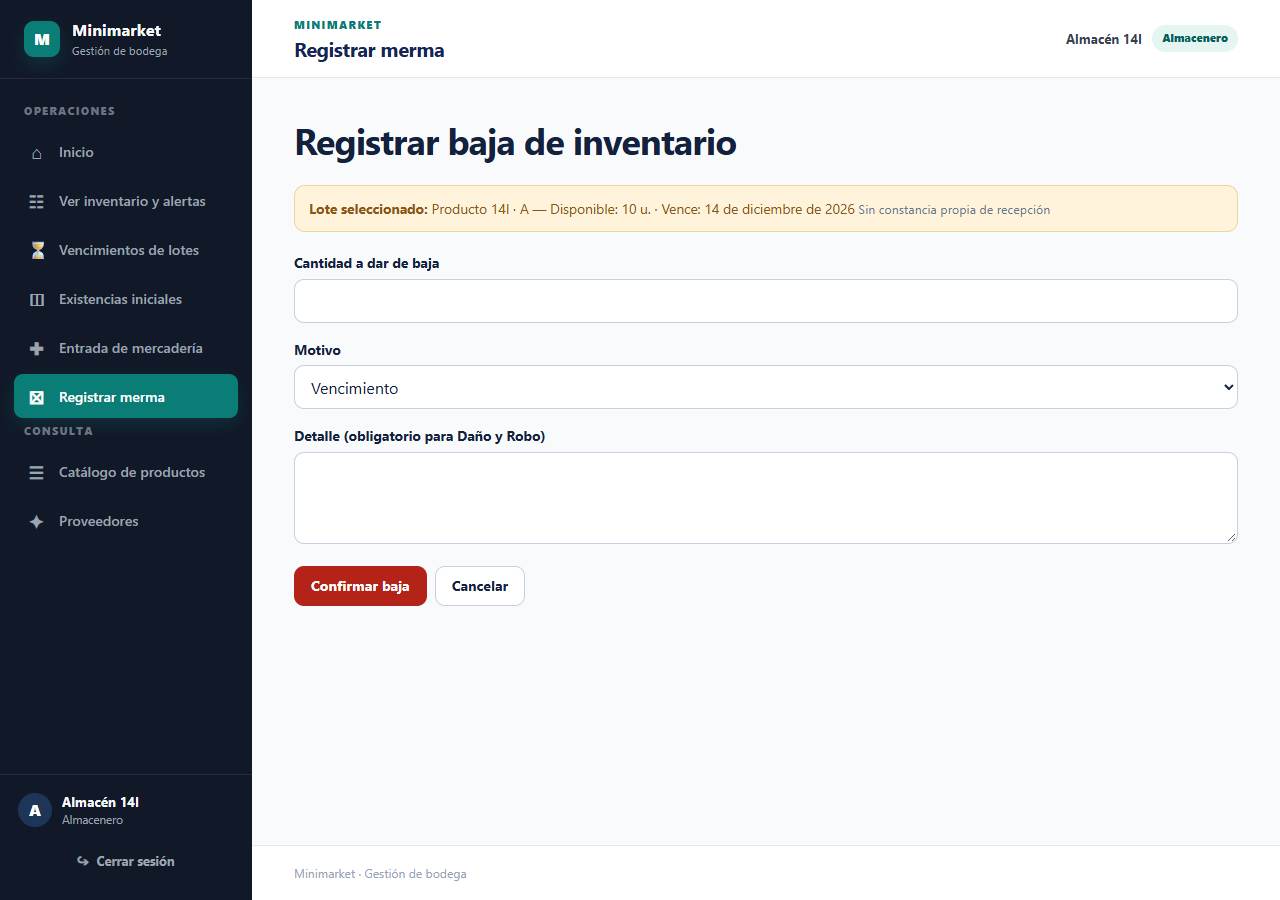 M
Minimarket
Gestión de bodega
OPERACIONES
Inicio
Ver inventario y alertas
Vencimientos de lotes
Existencias iniciales
Entrada de mercadería
Registrar merma
CONSULTA
Catálogo de productos
Proveedores
A
Almacén 14I
Almacenero
Cerrar sesión
MINIMARKET
Registrar merma
Almacén 14I Almacenero
Registrar baja de inventario
Lote seleccionado: Producto 14I · A — Disponible: 10 u. · Vence: 14 de diciembre de 2026 Sin constancia propia de recepción
Cantidad a dar de baja
Motivo
Vencimiento
Detalle (obligatorio para Daño y Robo)
Confirmar baja Cancelar
Minimarket · Gestión de bodega